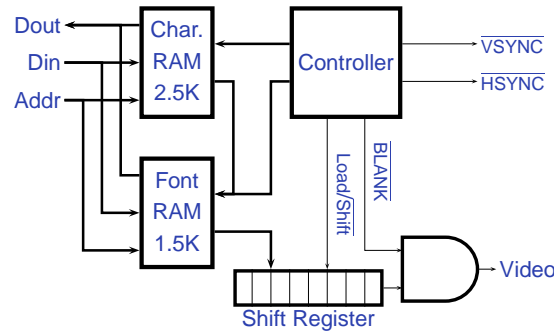 Dout
Din
Addr
Char.
RAM
2.5K
Controller
VSYNC
HSYNC
Font
RAM
1.5K
Load/Shift
BLANK
Video
Shift Register